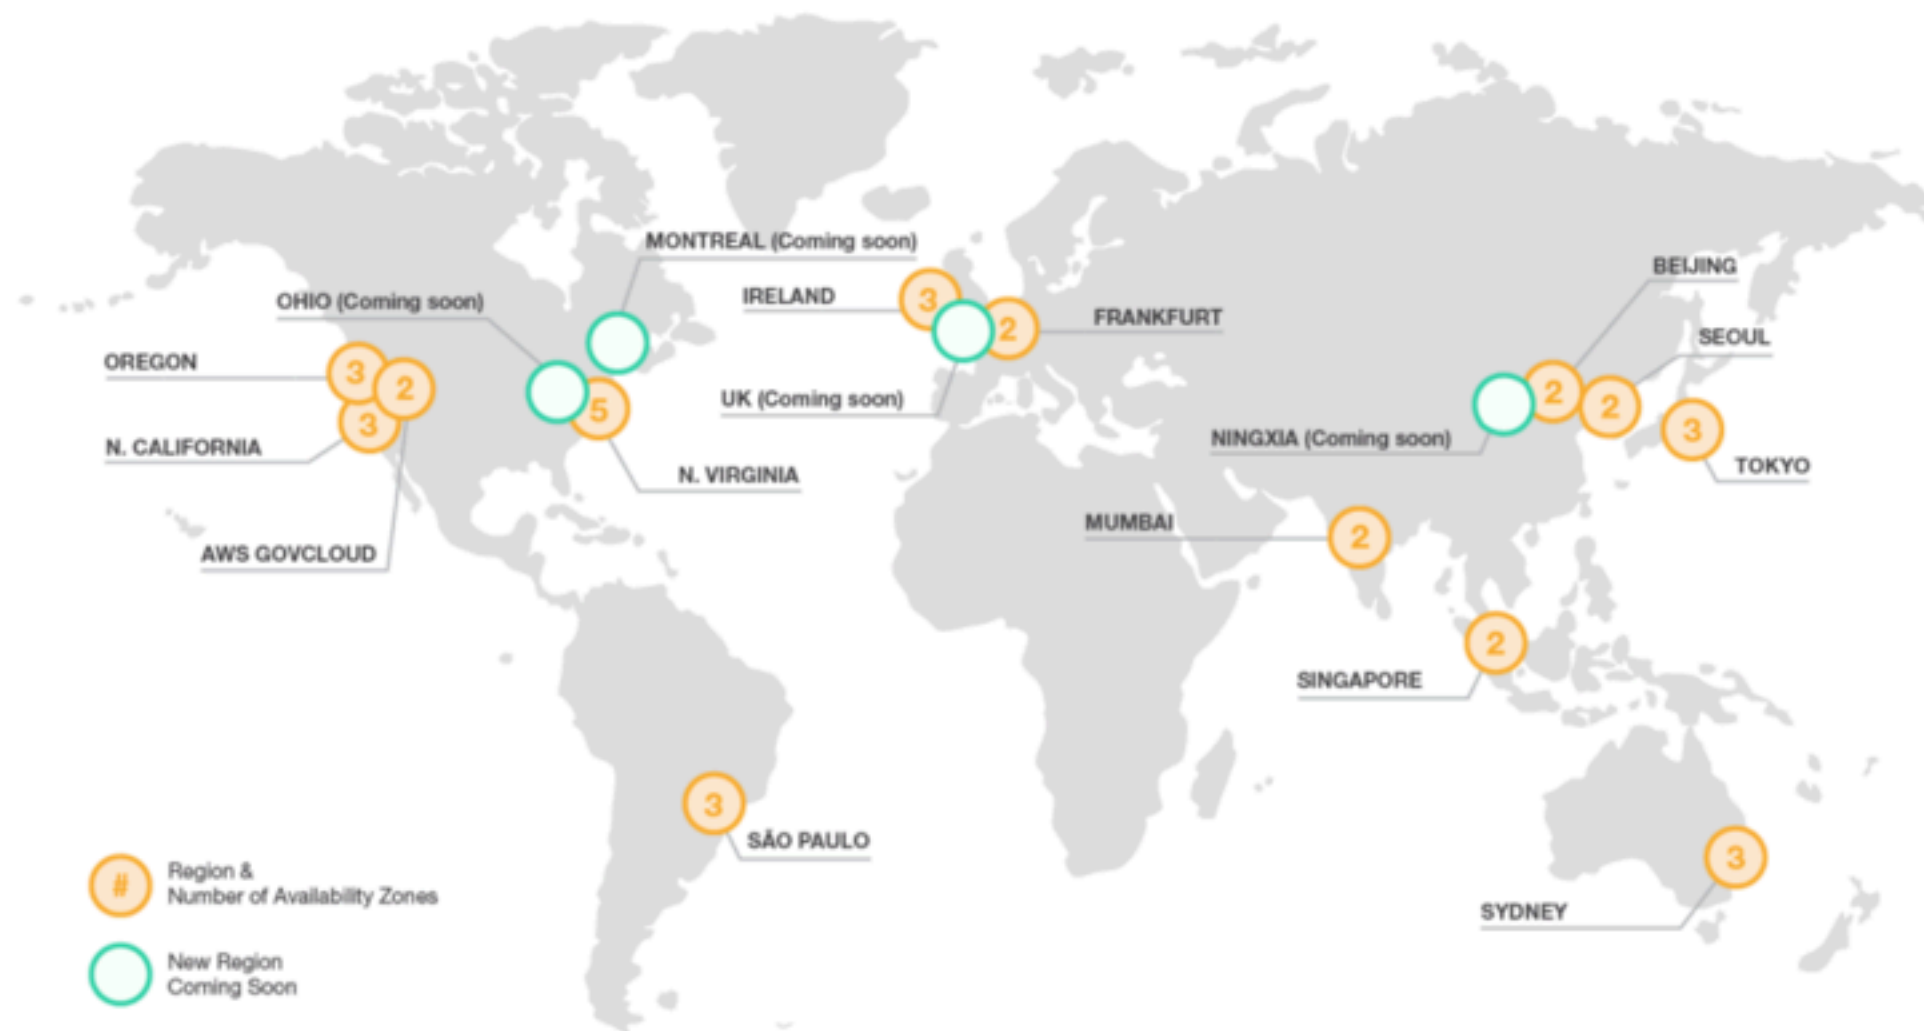 MONTREAL (Coming soon)
BEIJING
IRELAND
3
OHIO (Coming soon)
2
FRANKFURT
SEOUL
OREGON
3
2
2
2
UK (Coming soon)
5
3
NINGXIA (Coming soon)
3
N. CALIFORNIA
TOKYO
N. VIRGINIA
MUMBAI
2
AWS GOVCLOUD
2
SINGAPORE
3
SÃO PAULO
3
SYDNEY
# Region &
Number of Availability Zones
New Region
Coming Soon